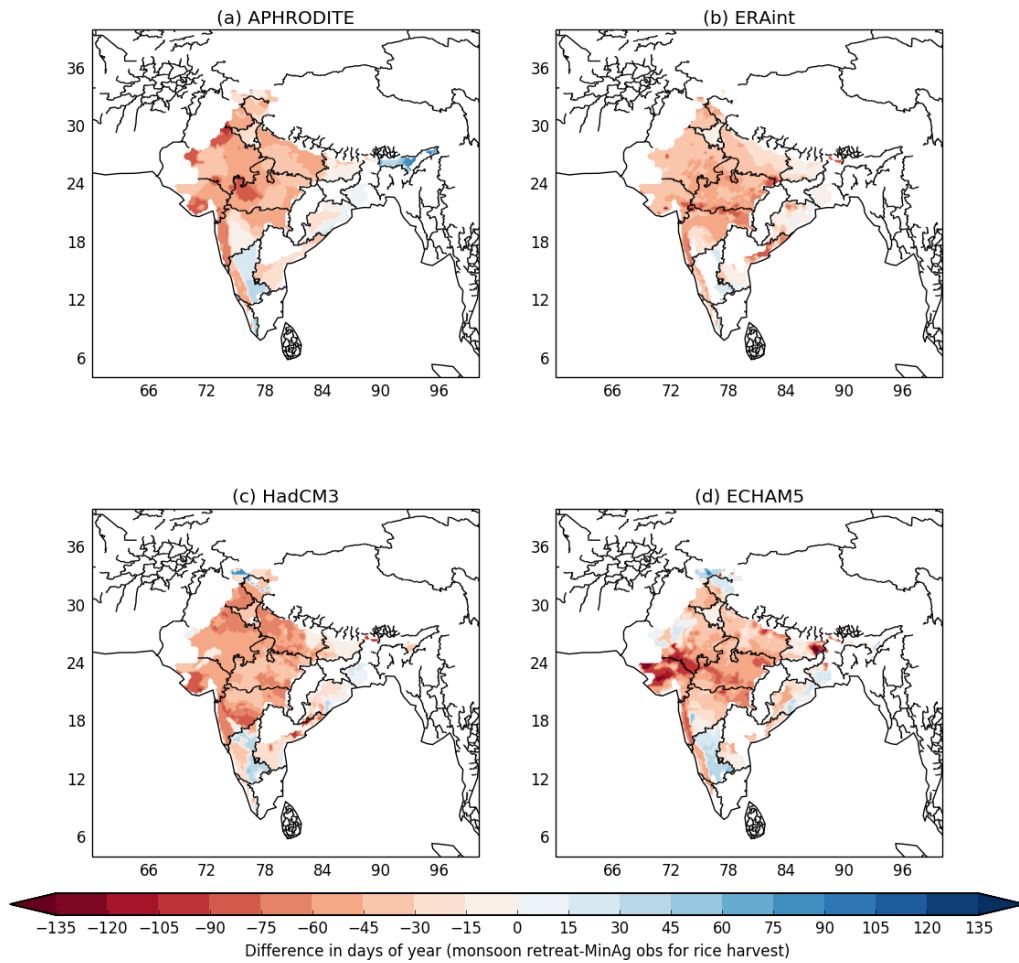 (a) APHRODITE
(b) ERAint
36
30
24
18
12
6
66 72 78 84 90 96
36
30
24
18
12
6
66 72 78 84 90 96
(c) HadCM3
(d) ECHAM5
36
30
24
18
12
6
66 72 78 84 90 96
36
30
24
18
12
6
66 72 78 84 90 96
−135 −120 −105 −90 −75 −60 −45 −30 −15 0 15 30 45 60 75 90 105 120 135
Difference in days of year (monsoon retreat-MinAg obs for rice harvest)